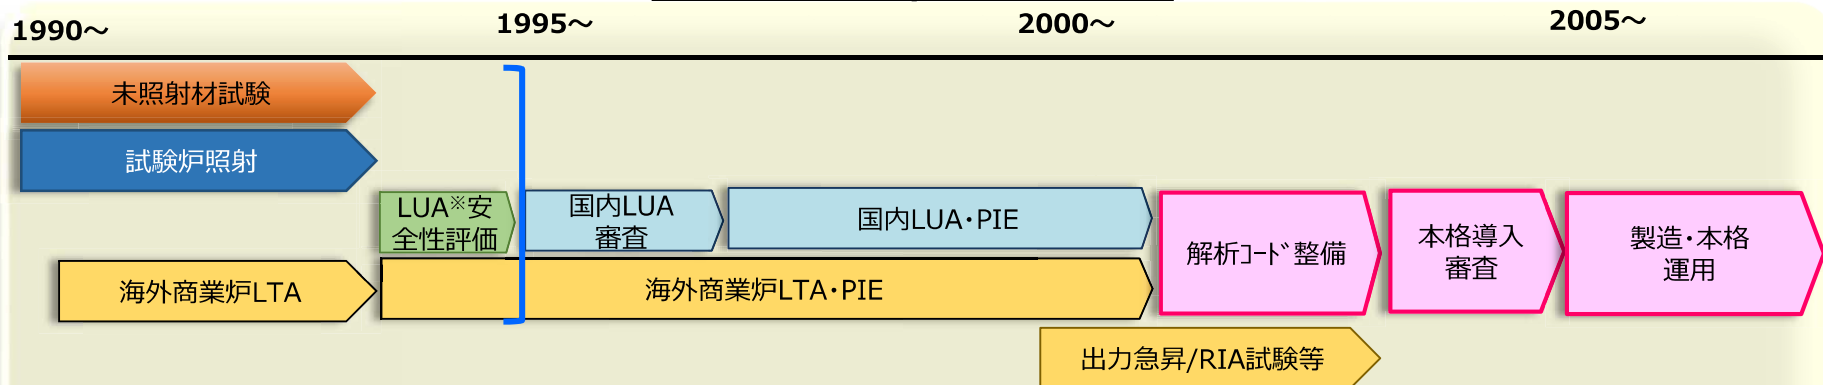 1990～
1995～
2000～
2005～
未照射材試験
試験炉照射
LUA※安
全性評価
国内LUA
審査
国内LUA・PIE
解析ｺｰﾄﾞ整備
本格導入
審査
製造・本格
運用
海外商業炉LTA
海外商業炉LTA・PIE
出力急昇/RIA試験等